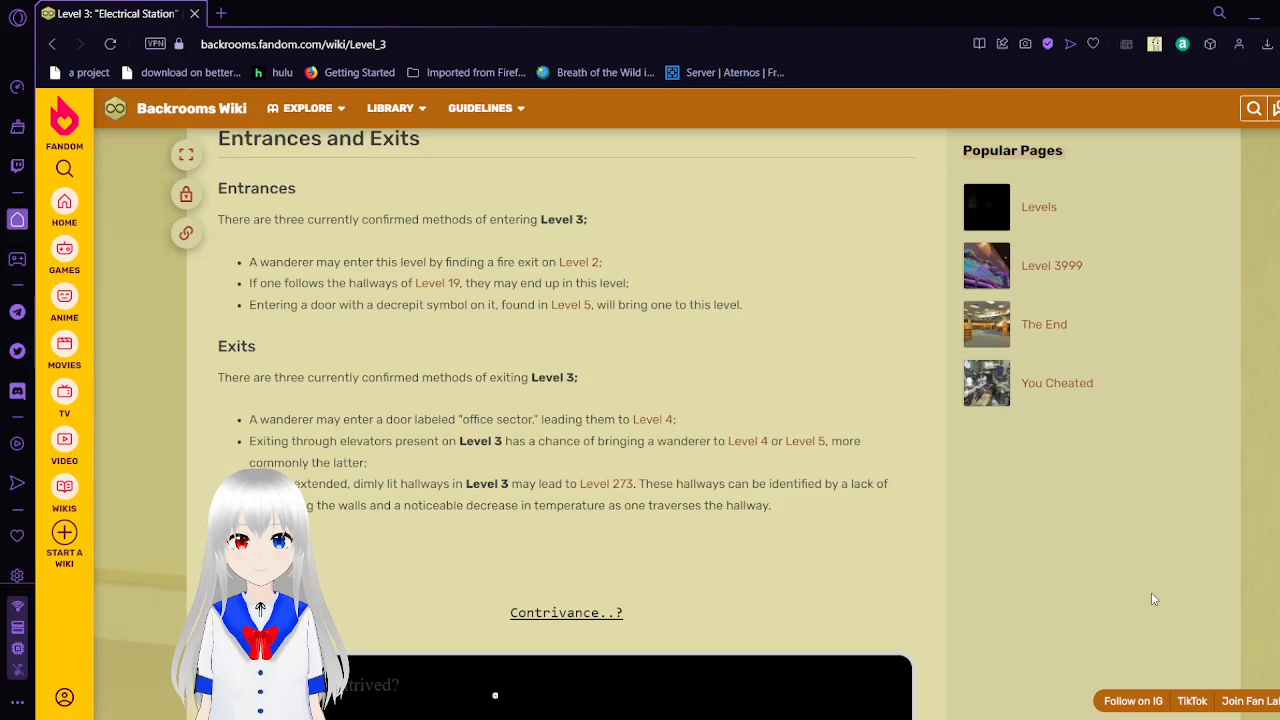 Level 3: "Electrical Station"
VPN
backrooms.fandom.com/wiki/Level_3
a project
download on better...
hulu
Getting Started
Imported from Firef...
Breath of the Wild i...
Server | Aternos | Fr...
FANDOM
HOME
GAMES
ANIME
MOVIES
TV
VIDEO
WIKIS
START A
WIKI
Backrooms Wiki
EXPLORE
LIBRARY
GUIDELINES
Entrances and Exits
Entrances
There are three currently confirmed methods of entering Level 3;
• A wanderer may enter this level by finding a fire exit on Level 2;
• If one follows the hallways of Level 19, they may end up in this level;
• Entering a door with a decrepit symbol on it, found in Level 5, will bring one to this level.
Exits
There are three currently confirmed methods of exiting Level 3;
• A wanderer may enter a door labeled "office sector," leading them to Level 4;
• Exiting through elevators present on Level 3 has a chance of bringing a wanderer to Level 4 or Level 5, more
commonly the latter;
extended, dimly lit hallways in Level 3 may lead to Level 273. These hallways can be identified by a lack of
the walls and a noticeable decrease in temperature as one traverses the hallway.
Contrivance..?
trived?
Popular Pages
Levels
Level 3999
The End
You Cheated
Follow on IG
TikTok
Join Fan La